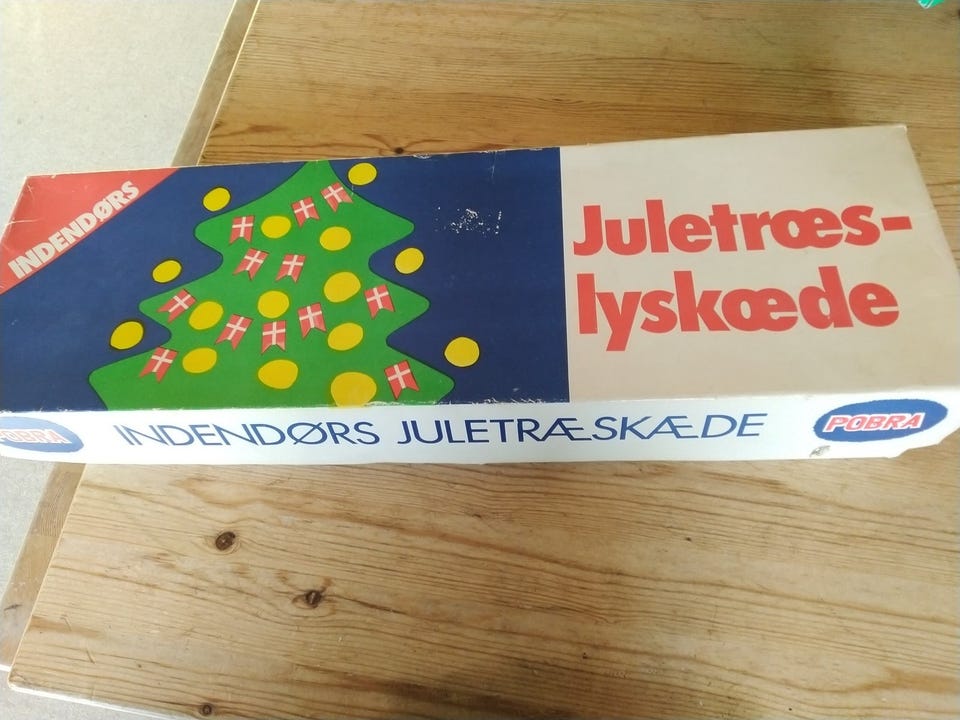 INDENDØRS
Juletræs-
lyskæde
POBRA
INDENDØRS JULETRÆSKÆDE
POBRA